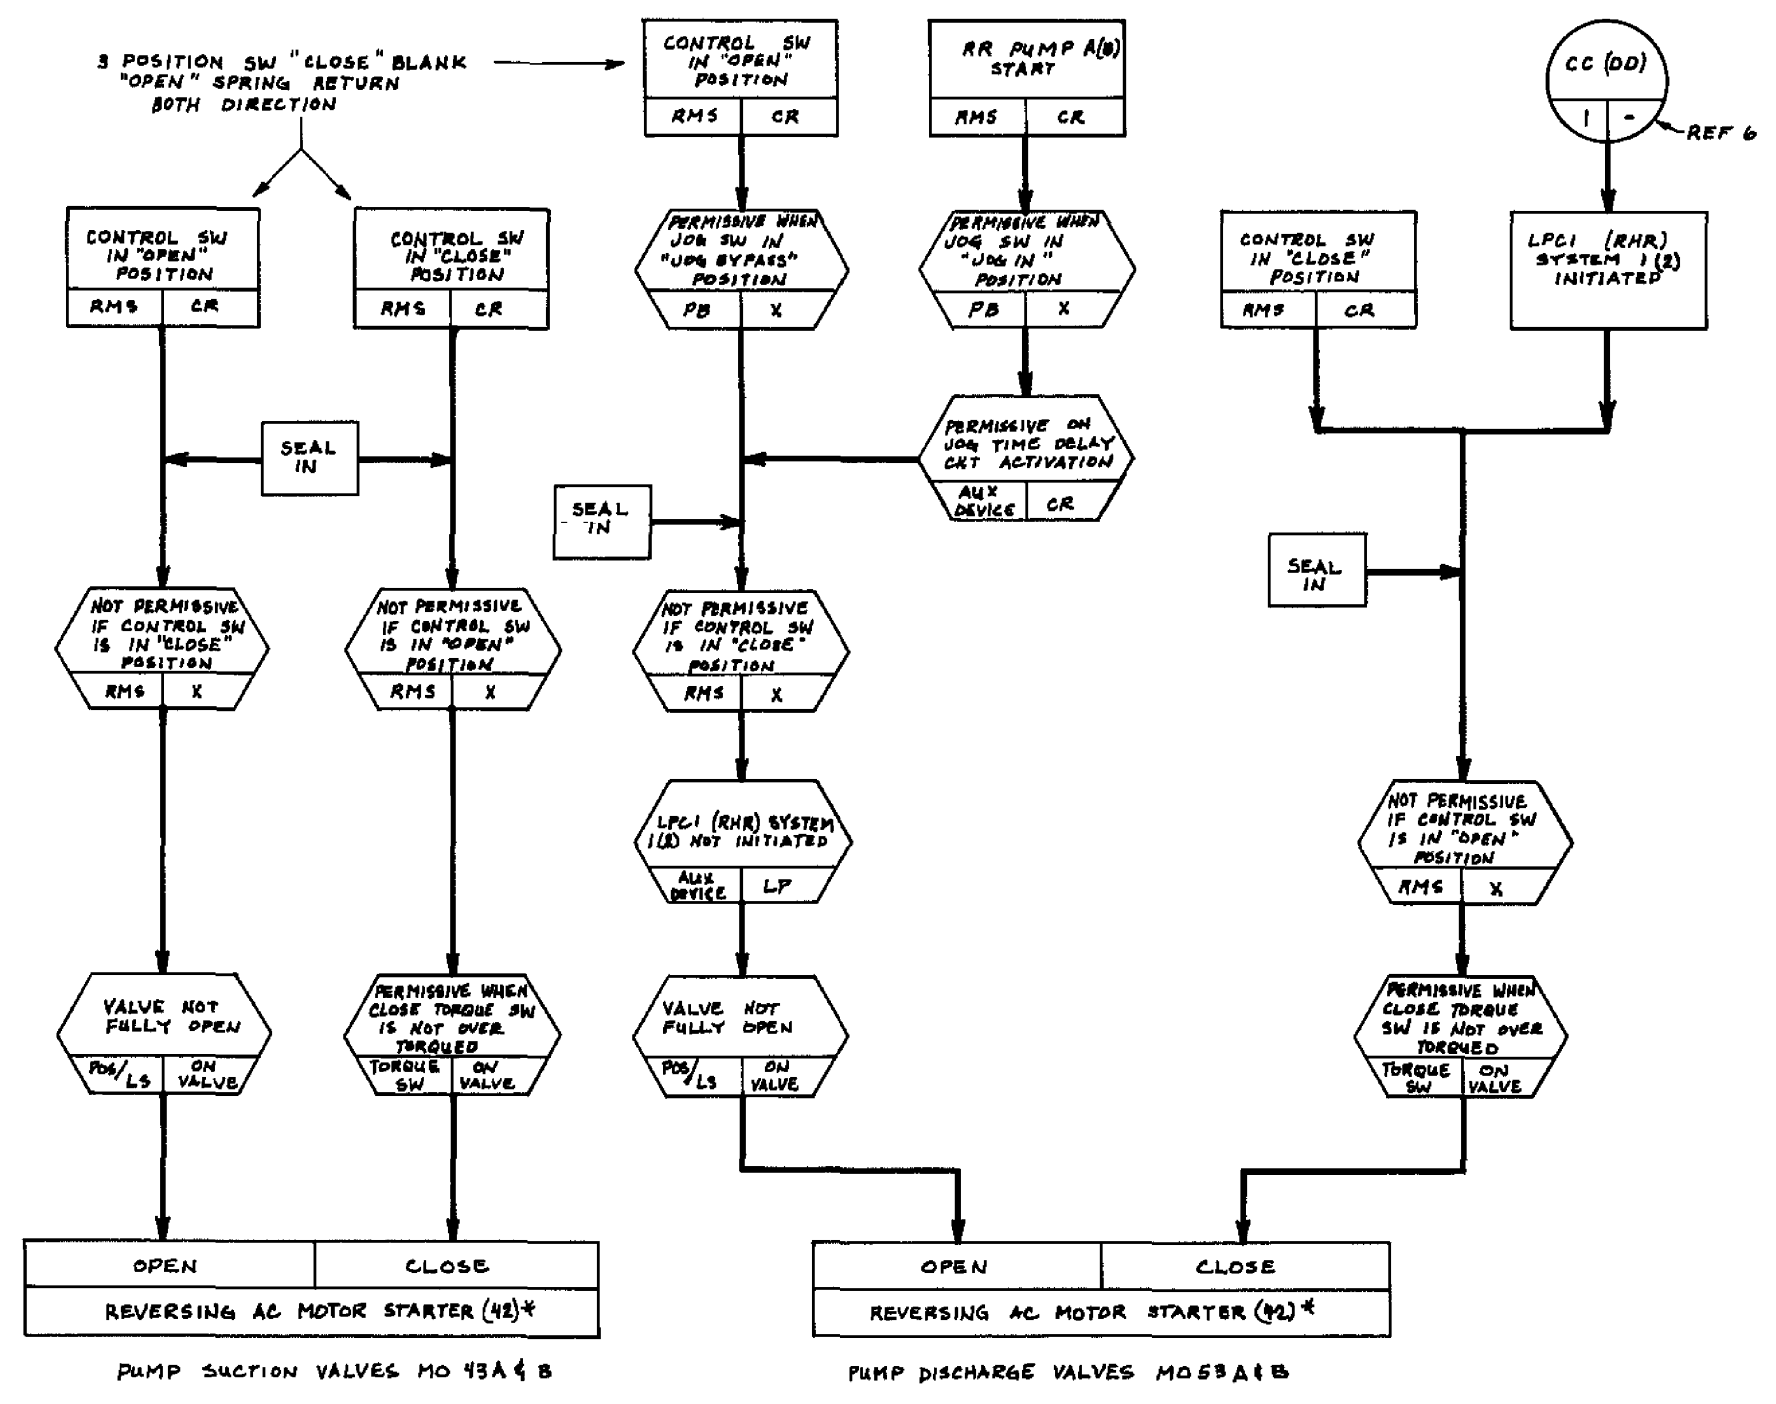 3 POSITION SW "CLOSE" BLANK
"OPEN" SPRING RETURN
BOTH DIRECTION
CONTROL SW
IN "OPEN"
POSITION
RMS CR
RR PUMP A(B)
START
RMS CR
CC (DD)
1 -
REF 6
CONTROL SW
IN "OPEN"
POSITION
RMS CR
CONTROL SW
IN "CLOSE"
POSITION
RMS CR
PERMISSIVE WHEN
JOG SW IN
"JOG BYPASS"
POSITION
PB X
PERMISSIVE WHEN
JOG SW IN
"JOG IN"
POSITION
PB X
CONTROL SW
IN "CLOSE"
POSITION
RMS CR
LPCI (RHR)
SYSTEM 1(2)
INITIATED
SEAL
IN
PERMISSIVE ON
JOG TIME DELAY
CKT ACTIVATION
AUX
DEVICE CR
SEAL
IN
SEAL
IN
NOT PERMISSIVE
IF CONTROL SW
IS IN "CLOSE"
POSITION
RMS X
NOT PERMISSIVE
IF CONTROL SW
IS IN "OPEN"
POSITION
RMS X
NOT PERMISSIVE
IF CONTROL SW
IS IN "CLOSE"
POSITION
RMS X
LPCI (RHR) SYSTEM
1(2) NOT INITIATED
AUX
DEVICE LP
NOT PERMISSIVE
IF CONTROL SW
IS IN "OPEN"
POSITION
RMS X
VALVE NOT
FULLY OPEN
POS/LS ON
VALVE
PERMISSIVE WHEN
CLOSE TORQUE SW
IS NOT OVER
TORQUED
TORQUE ON
SW VALVE
VALVE NOT
FULLY OPEN
POS/LS ON
VALVE
PERMISSIVE WHEN
CLOSE TORQUE
SW IS NOT OVER
TORQUED
TORQUE ON
SW VALVE
OPEN CLOSE
REVERSING AC MOTOR STARTER (42)*
PUMP SUCTION VALVES MO 43A & B
OPEN CLOSE
REVERSING AC MOTOR STARTER (42)*
PUMP DISCHARGE VALVES MO 53 A & B